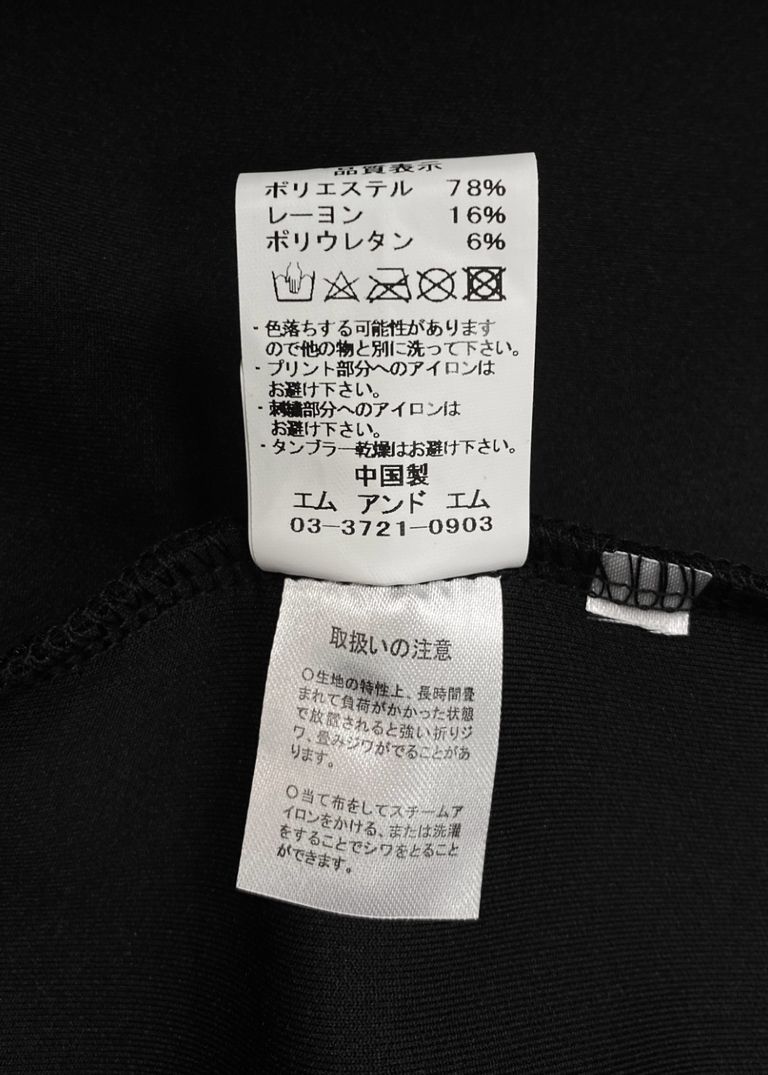 品質表示
ポリエステル 78%
レーヨン 16%
ポリウレタン 6%
・色落ちする可能性があります
ので他の物と別に洗って下さい。
・プリント部分へのアイロンは
お避け下さい。
・刺繍部分へのアイロンは
お避け下さい。
・タンブラー乾燥はお避け下さい。
中国製
エム アンド エム
03-3721-0903
取扱いの注意
〇生地の特性上、長時間畳
まれて負荷がかかった状態
で放置されると強い折りジ
ワ、畳みジワがでることがあ
ります。
〇当て布をしてスチームア
イロンをかける、または洗濯
をすることでシワをとること
ができます。